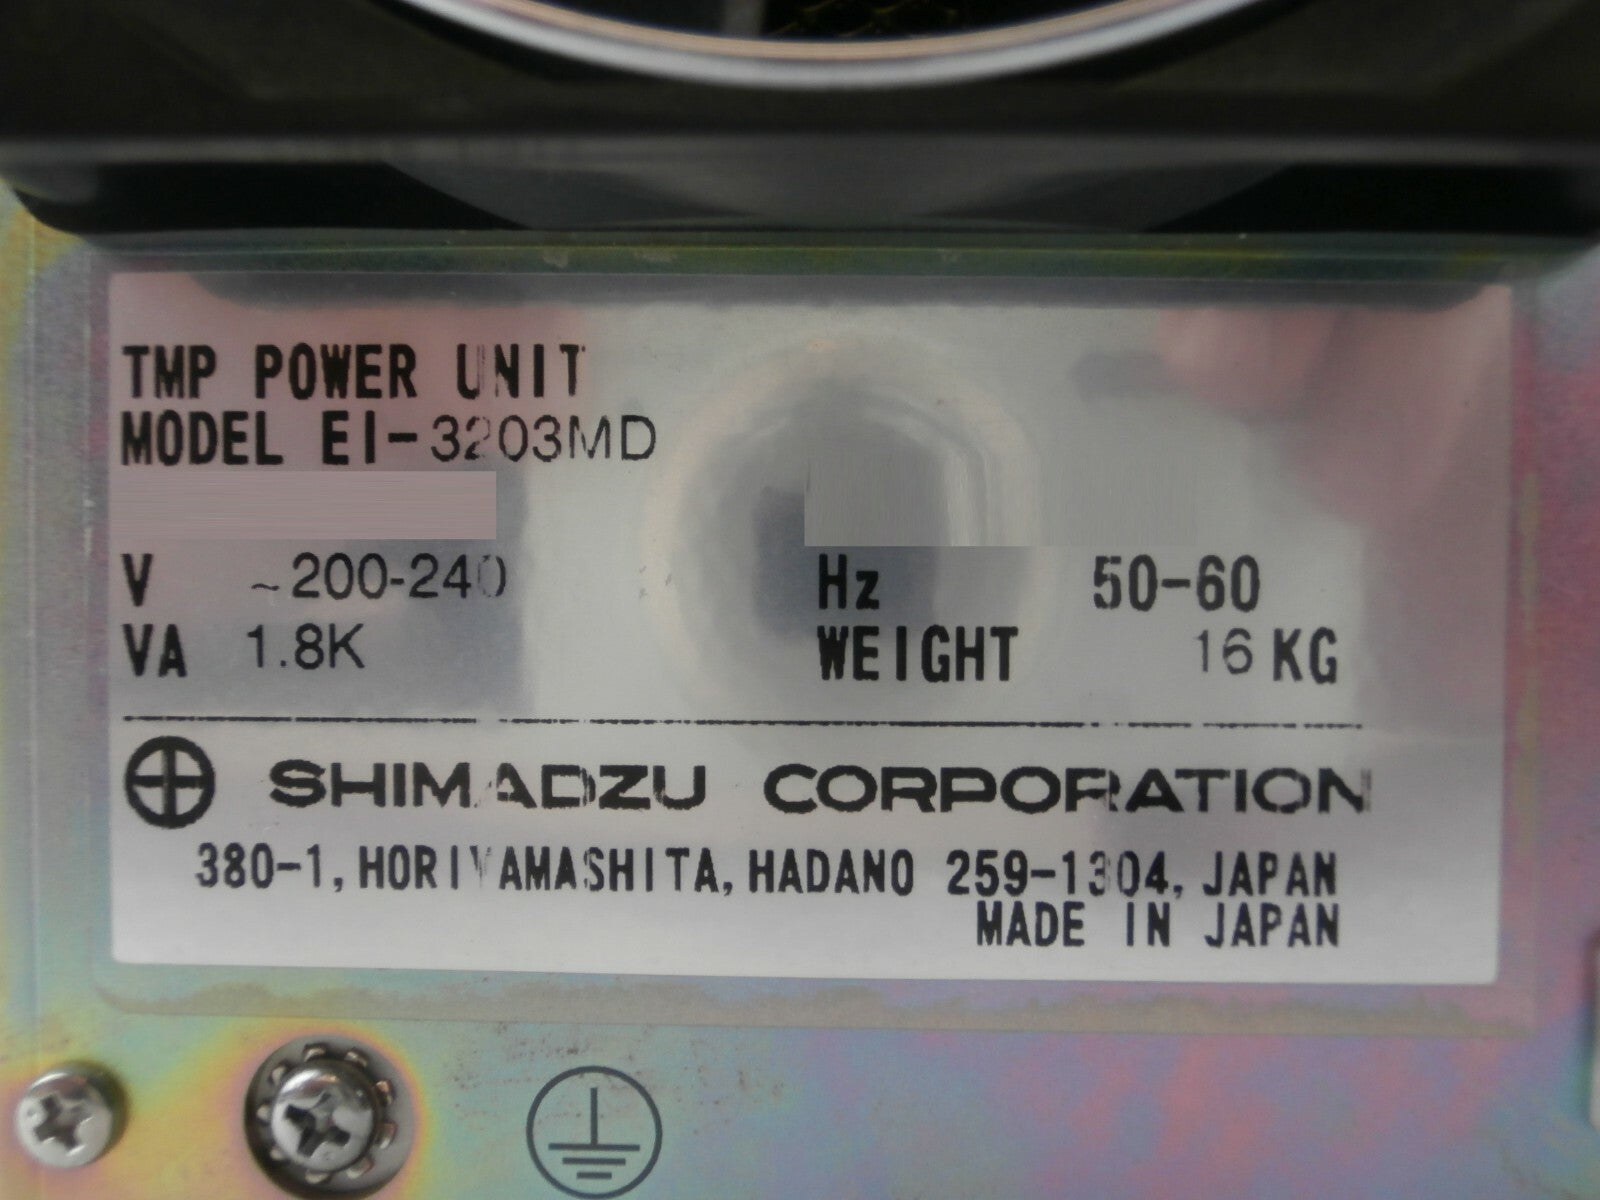 TMP POWER UNIT
MODEL EI-3203MD
V ~200-240 Hz 50-60
VA 1.8K WEIGHT 16 KG
SHIMADZU CORPORATION
380-1, HORIYAMASHITA, HADANO 259-1304, JAPAN
MADE IN JAPAN